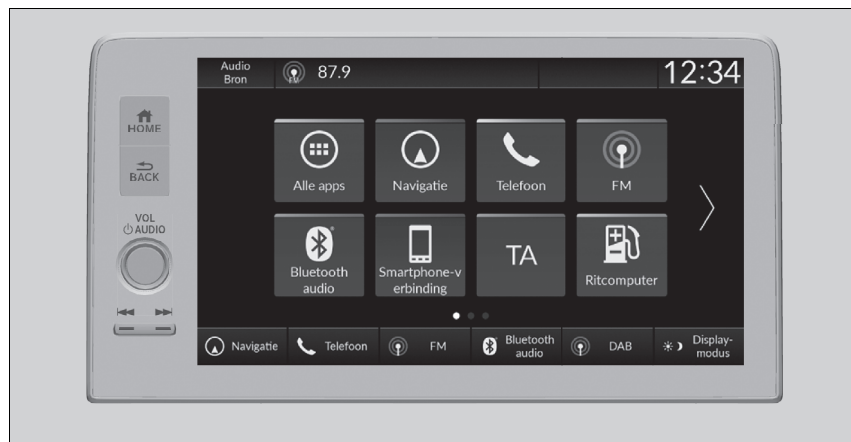 Audio
Bron
FM
87.9
12:34
HOME
BACK
VOL
AUDIO
Alle apps
Navigatie
Telefoon
FM
Bluetooth
audio
Smartphone-v
erbinding
TA
Ritcomputer
Navigatie
Telefoon
FM
Bluetooth
audio
DAB
Display-
modus